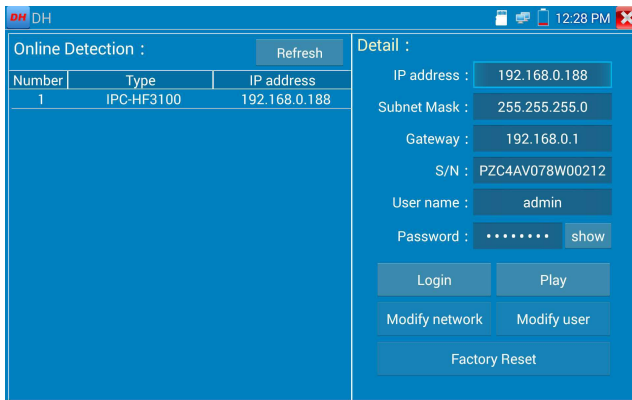 DH DH 12:28 PM
Online Detection :
Refresh
Number Type IP address
1 IPC-HF3100 192.168.0.188
Detail :
IP address : 192.168.0.188
Subnet Mask : 255.255.255.0
Gateway : 192.168.0.1
S/N : PZC4AV078W00212
User name : admin
Password : •••••••• show
Login Play
Modify network Modify user
Factory Reset